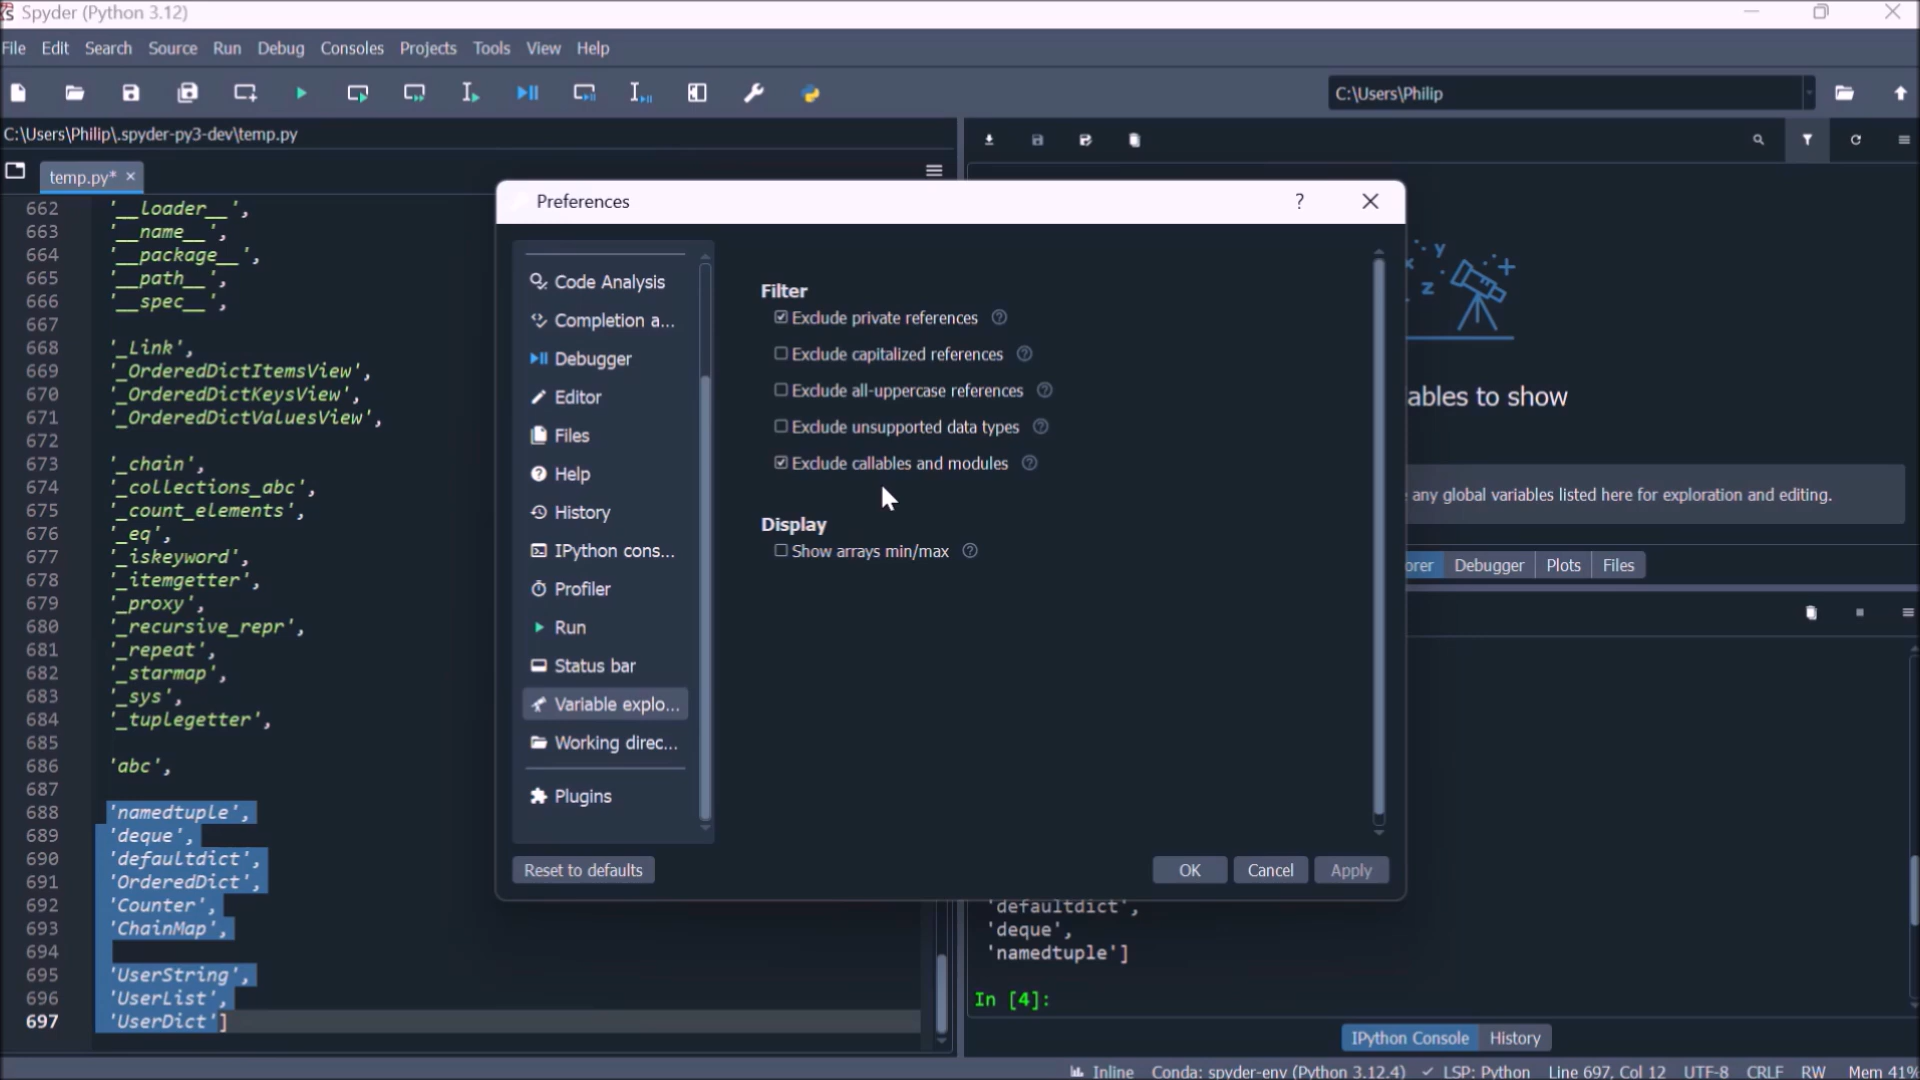 Spyder (Python 3.12)
File Edit Search Source Run Debug Consoles Projects Tools View Help
C:\Users\Philip
C:\Users\Philip\.spyder-py3-dev\temp.py
temp.py*
662 '__loader__',
663 '__name__',
664 '__package__',
665 '__path__',
666 '__spec__',
667
668 '_Link',
669 '_OrderedDictItemsView',
670 '_OrderedDictKeysView',
671 '_OrderedDictValuesView',
672
673 '_chain',
674 '_collections_abc',
675 '_count_elements',
676 '_eq',
677 '_iskeyword',
678 '_itemgetter',
679 '_proxy',
680 '_recursive_repr',
681 '_repeat',
682 '_starmap',
683 '_sys',
684 '_tuplegetter',
685
686 'abc',
687
688 'namedtuple',
689 'deque',
690 'defaultdict',
691 'OrderedDict',
692 'Counter',
693 'ChainMap',
694
695 'UserString',
696 'UserList',
697 'UserDict']
Preferences
?
Code Analysis
Completion a...
Debugger
Editor
Files
Help
History
IPython cons...
Profiler
Run
Status bar
Variable explo...
Working direc...
Plugins
Filter
Exclude private references
Exclude capitalized references
Exclude all-uppercase references
Exclude unsupported data types
Exclude callables and modules
Display
Show arrays min/max
Reset to defaults
OK Cancel Apply
ables to show
any global variables listed here for exploration and editing.
orer Debugger Plots Files
'defaultdict',
'deque',
'namedtuple']
In [4]:
IPython Console History
Inline Conda: spyder-env (Python 3.12.4) LSP: Python Line 697, Col 12 UTF-8 CRLF RW Mem 41%